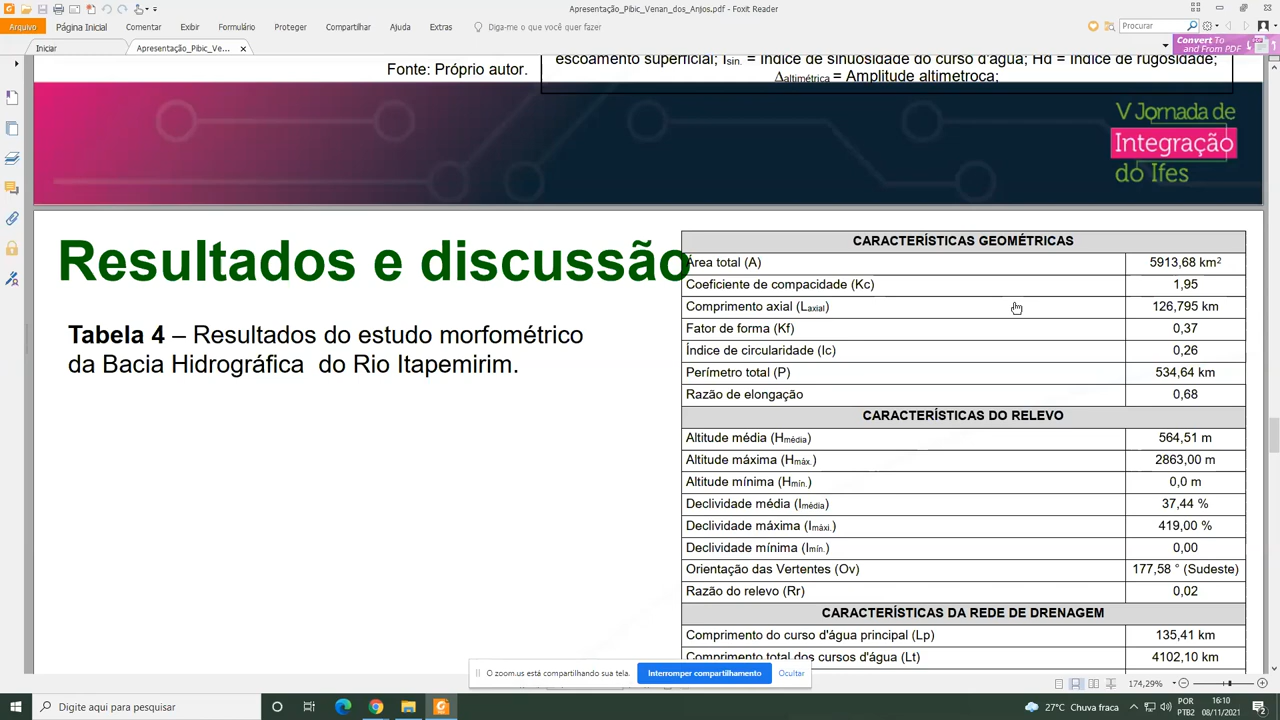 Apresentação_Pibic_Venan_dos_Anjos.pdf - Foxit Reader
Arquivo Página Inicial Comentar Exibir Formulário Proteger Compartilhar Ajuda Extras Diga-me o que você quer fazer Procurar
Iniciar Apresentação_Pibic_Ve... Convert To
and From PDF
escoamento superficial; Isin. = Índice de sinuosidade do curso d'água; Hd = Índice de rugosidade;
Fonte: Próprio autor.
Δaltimétrica = Amplitude altimetroca;
V Jornada de
Integração
do Ifes
Resultados e discussão
Tabela 4 – Resultados do estudo morfométrico
da Bacia Hidrográfica do Rio Itapemirim.
CARACTERÍSTICAS GEOMÉTRICAS
Área total (A) 5913,68 km²
Coeficiente de compacidade (Kc) 1,95
Comprimento axial (Laxial) 126,795 km
Fator de forma (Kf) 0,37
Índice de circularidade (Ic) 0,26
Perímetro total (P) 534,64 km
Razão de elongação 0,68
CARACTERÍSTICAS DO RELEVO
Altitude média (Hmédia) 564,51 m
Altitude máxima (Hmáx.) 2863,00 m
Altitude mínima (Hmín.) 0,0 m
Declividade média (Imédia) 37,44 %
Declividade máxima (Imáxi.) 419,00 %
Declividade mínima (Imín.) 0,00
Orientação das Vertentes (Ov) 177,58 ° (Sudeste)
Razão do relevo (Rr) 0,02
CARACTERÍSTICAS DA REDE DE DRENAGEM
Comprimento do curso d'água principal (Lp) 135,41 km
Comprimento total dos cursos d'água (Lt) 4102,10 km
O zoom.us está compartilhando sua tela. Interromper compartilhamento Ocultar
174,29%
Digite aqui para pesquisar
27°C Chuva fraca
POR
PTB2
16:10
08/11/2021
2